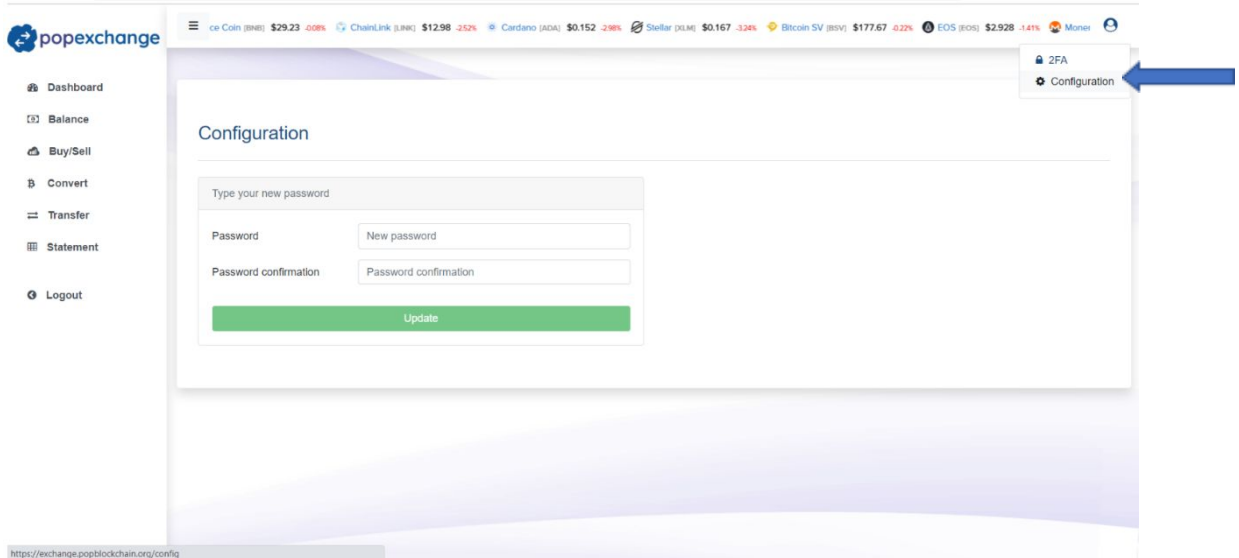 popexchange
ce Coin [BNB] $29.23 -0.08% ChainLink [LINK] $12.98 -2.52% Cardano [ADA] $0.152 -2.98% Stellar [XLM] $0.167 -3.24% Bitcoin SV [BSV] $177.67 -0.22% EOS [EOS] $2.928 -1.41% Mone
2FA
Configuration
Dashboard
Balance
Buy/Sell
Convert
Transfer
Statement
Logout
Configuration
Type your new password
Password New password
Password confirmation Password confirmation
Update
https://exchange.popblockchain.org/config